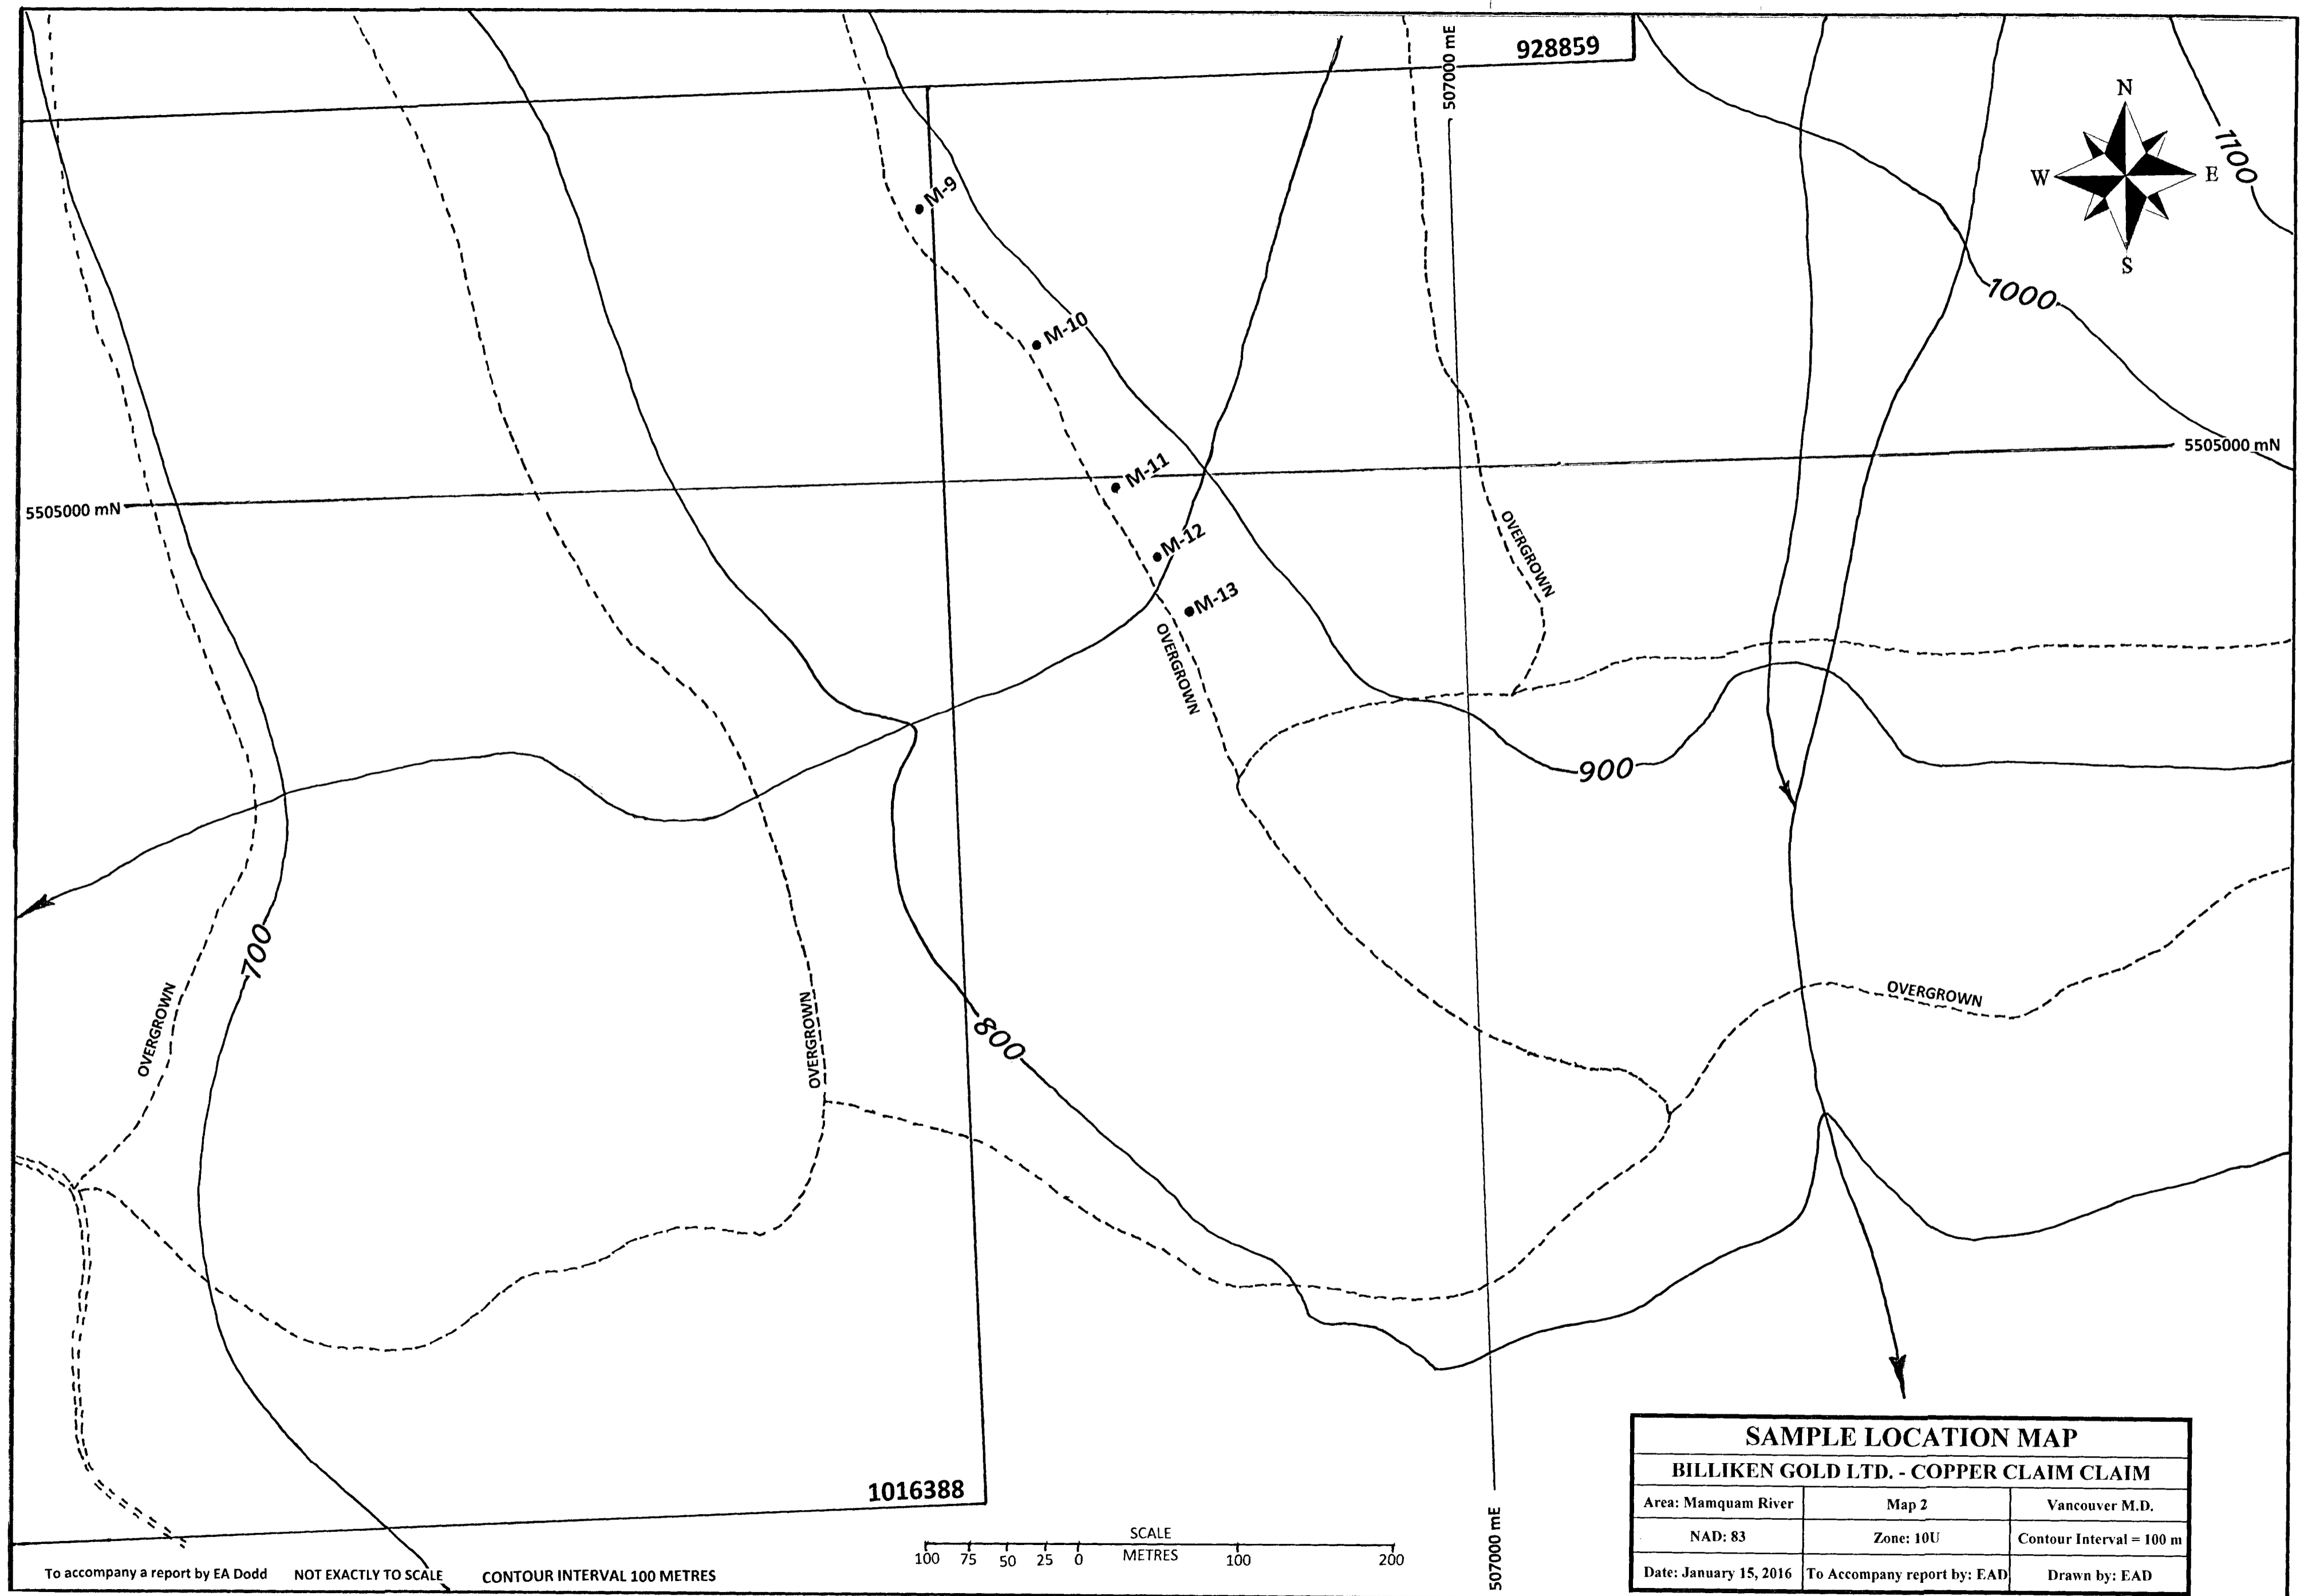 928859
507000 mE
N
W
E
S
1100
M-9
1000
M-10
5505000 mN
M-11
5505000 mN
OVERGROWN
M-12
M-13
OVERGROWN
900
700
OVERGROWN
OVERGROWN
OVERGROWN
800
1016388
507000 mE
SCALE
METRES
100 75 50 25 0 100 200
To accompany a report by EA Dodd NOT EXACTLY TO SCALE CONTOUR INTERVAL 100 METRES
SAMPLE LOCATION MAP
BILLIKEN GOLD LTD. - COPPER CLAIM CLAIM
Area: Mamquam River Map 2 Vancouver M.D.
NAD: 83 Zone: 10U Contour Interval = 100 m
Date: January 15, 2016 To Accompany report by: EAD Drawn by: EAD